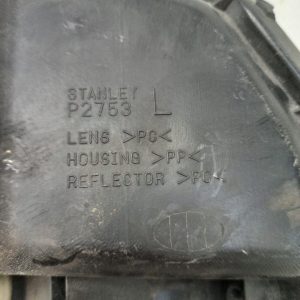 STANLEY
P2753 L
LENS >PC<
HOUSING >PP<
REFLECTOR >PC<